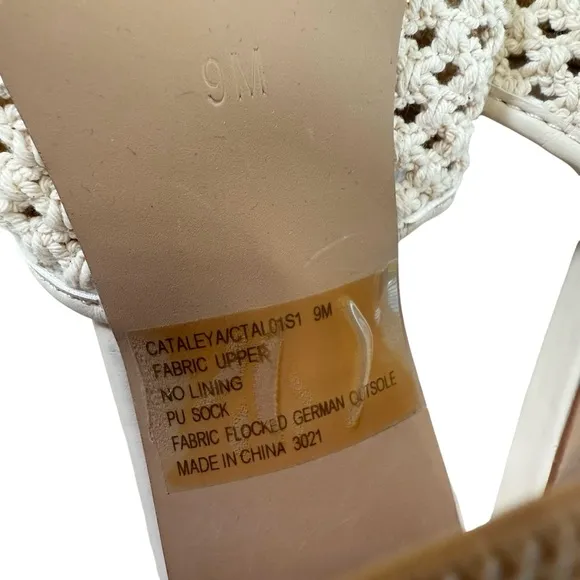 9M
CATALEYA/CTAL01S1 9M
FABRIC UPPER
NO LINING
PU SOCK
FABRIC FLOCKED GERMAN OUTSOLE
MADE IN CHINA 3021